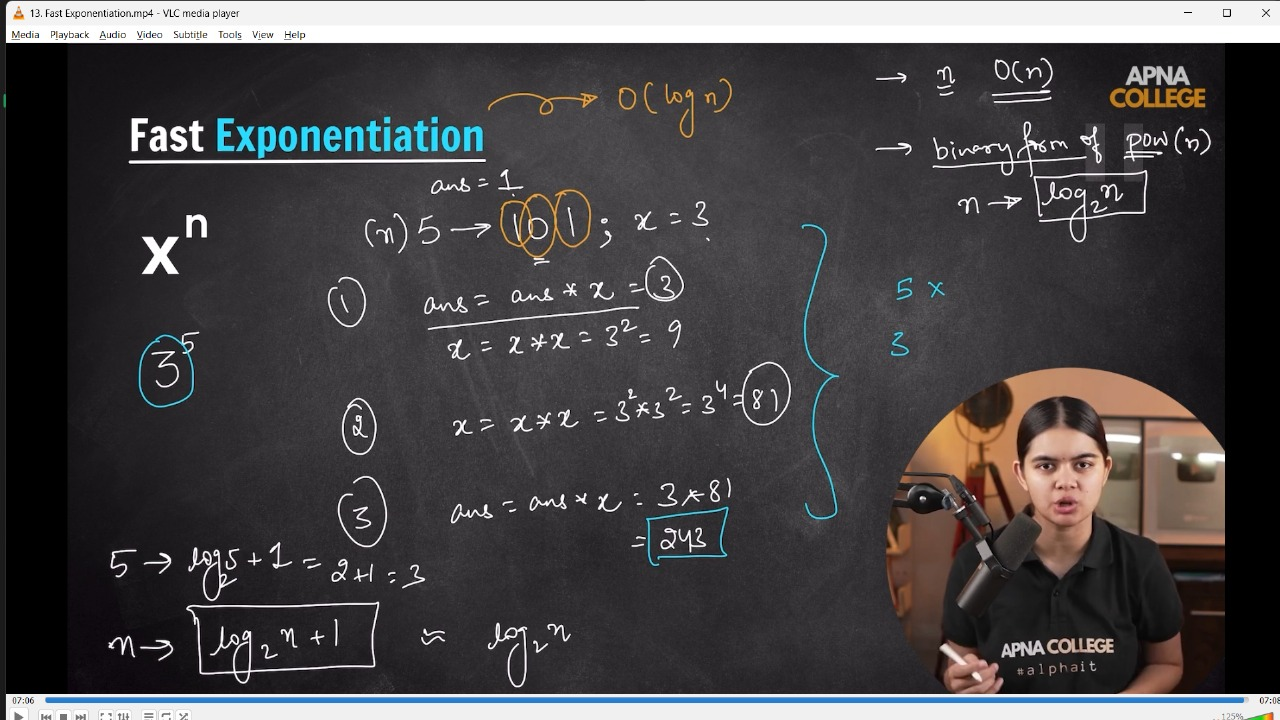 13. Fast Exponentiation.mp4 - VLC media player
Media Playback Audio Video Subtitle Tools View Help
→ n O(n)
APNA
COLLEGE
→ O(log n)
Fast Exponentiation
→ binary form of pow(n)
n → log₂n
ans = 1
xⁿ
(n) 5 → 101 ; x = 3
① ans = ans * x = 3
x = x*x = 3² = 9
5 x
3
3⁵
② x = x*x = 3²*3² = 3⁴ = 81
③ ans = ans * x = 3*81
= 243
5 → log₂5 + 1 = 2+1 = 3
n → log₂n + 1 ≈ log₂n
APNA COLLEGE
#alphait
07:06
07:08
125%